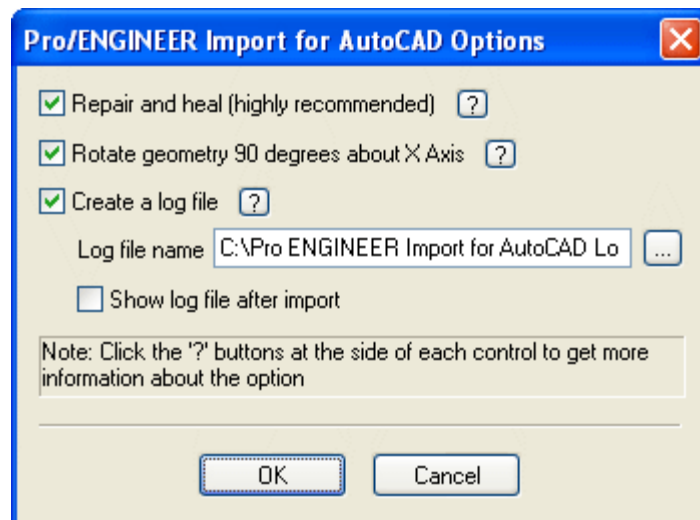 Pro/ENGINEER Import for AutoCAD Options
Repair and heal (highly recommended) ?
Rotate geometry 90 degrees about X Axis ?
Create a log file ?
Log file name C:\Pro ENGINEER Import for AutoCAD Lo ...
Show log file after import
Note: Click the '?' buttons at the side of each control to get more
information about the option
OK Cancel